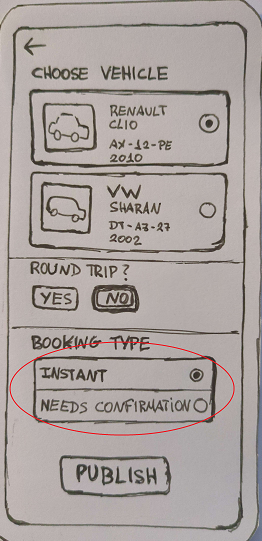 CHOOSE VEHICLE
RENAULT
CLIO
AX-12-PE
2010
VW
SHARAN
DT-AZ-27
2002
ROUND TRIP?
YES NO
BOOKING TYPE
INSTANT
NEEDS CONFIRMATION
PUBLISH